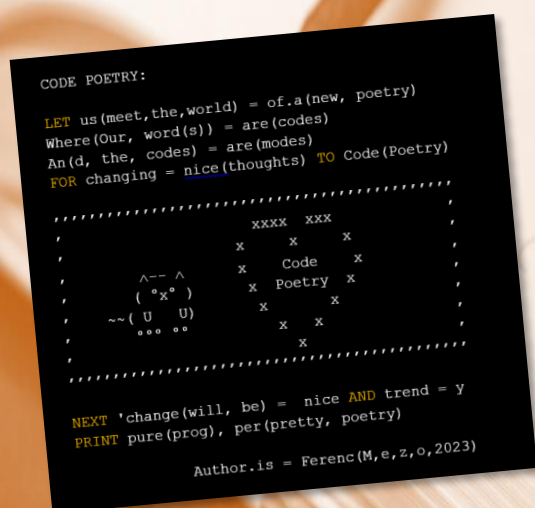 CODE POETRY:
LET us(meet,the,world) = of.a(new, poetry)
Where(Our, word(s)) = are(codes)
An(d, the, codes) = are(modes)
FOR changing = nice(thoughts) TO Code(Poetry)
,,,,,,,,,,,,,,,,,,,,,,,,,,,,,,,,,,,,,,,,,,,,,
, xxxx xxx ,
, x x x ,
, ^-- ^ x Code x ,
, ( °x° ) x Poetry x ,
, ~~( U U) x x ,
, °°° °° x x ,
, x ,
,,,,,,,,,,,,,,,,,,,,,,,,,,,,,,,,,,,,,,,,,,,,,
NEXT 'change(will, be) = nice AND trend = y
PRINT pure(prog), per(pretty, poetry)
Author.is = Ferenc(M,e,z,o,2023)